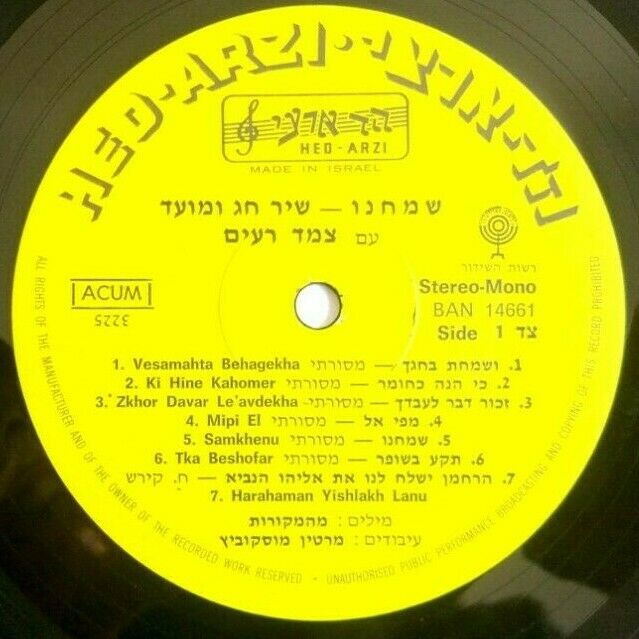 HED-ARZI • הד-ארצי
הד ארצי
HED-ARZI
MADE IN ISRAEL
שמחנו — שיר חג ומועד
עם צמד רעים
רשות השידור
ACUM
3225
Stereo-Mono
BAN 14661
Side 1 צד
1. Vesamahta Behagekha ושמחת בחגך — מסורתי .1
2. Ki Hine Kahomer כי הנה כחומר — מסורתי .2
3. Zkhor Davar Le'avdekha זכור דבר לעבדך — מסורתי .3
4. Mipi El מפי אל — מסורתי .4
5. Samkhenu שמחנו — מסורתי .5
6. Tka Beshofar תקע בשופר — מסורתי .6
7. הרחמן ישלח לנו את אליהו הנביא — ח. קירש
7. Harahaman Yishlakh Lanu
מילים: מהמקורות
עיבודים: מרטין מוסקוביץ
ALL RIGHTS OF THE MANUFACTURER AND OF THE OWNER OF THE RECORDED WORK RESERVED • UNAUTHORISED PUBLIC PERFORMANCE BROADCASTING AND COPYING OF THIS RECORD PROHIBITED